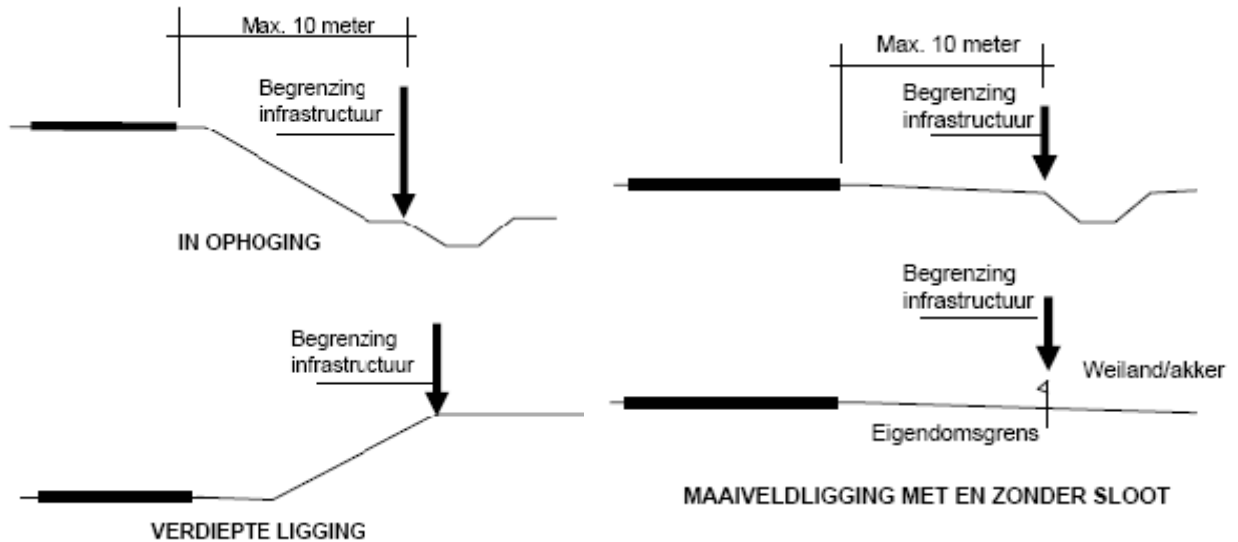 Max. 10 meter
Begrenzing
infrastructuur
IN OPHOGING
Begrenzing
infrastructuur
VERDIEPTE LIGGING
Max. 10 meter
Begrenzing
infrastructuur
Begrenzing
infrastructuur
Weiland/akker
Eigendomsgrens
MAAIVELDLIGGING MET EN ZONDER SLOOT